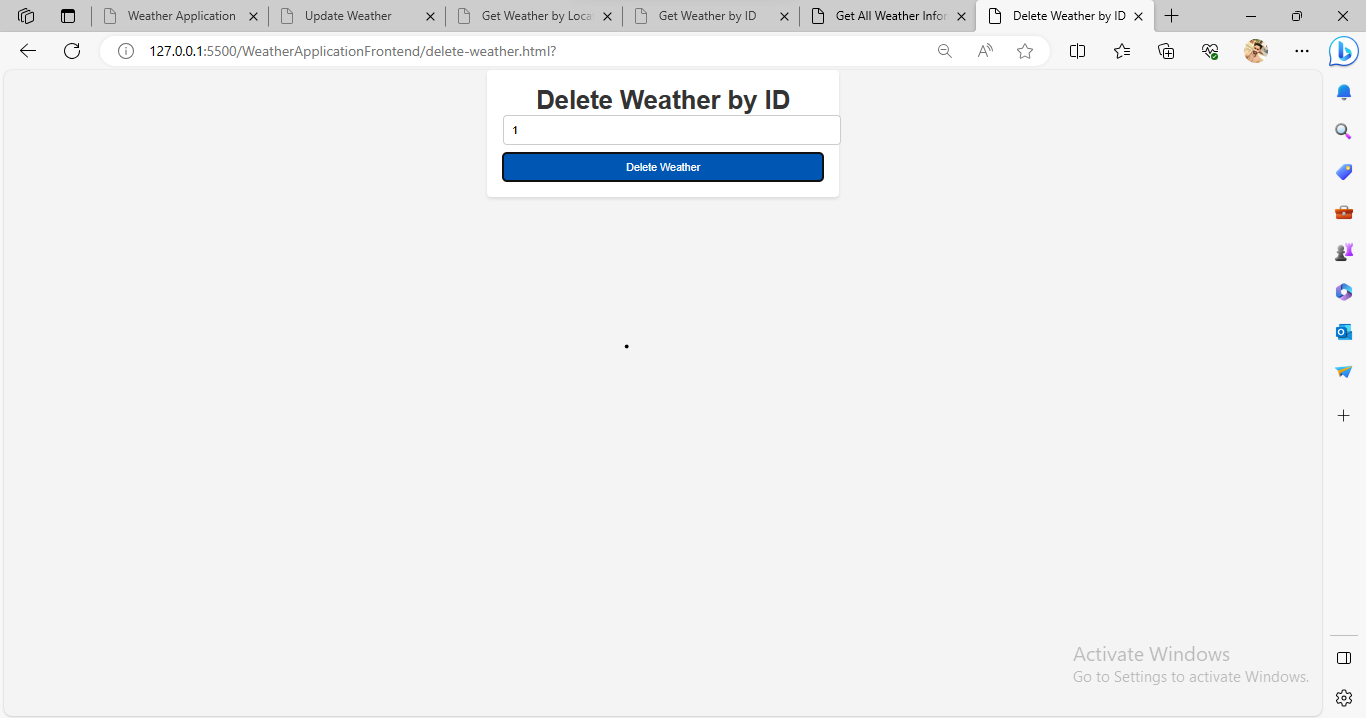 Weather Application
Update Weather
Get Weather by Loca
Get Weather by ID
Get All Weather Infor
Delete Weather by ID
127.0.0.1:5500/WeatherApplicationFrontend/delete-weather.html?
Delete Weather by ID
1
Delete Weather
Activate Windows
Go to Settings to activate Windows.